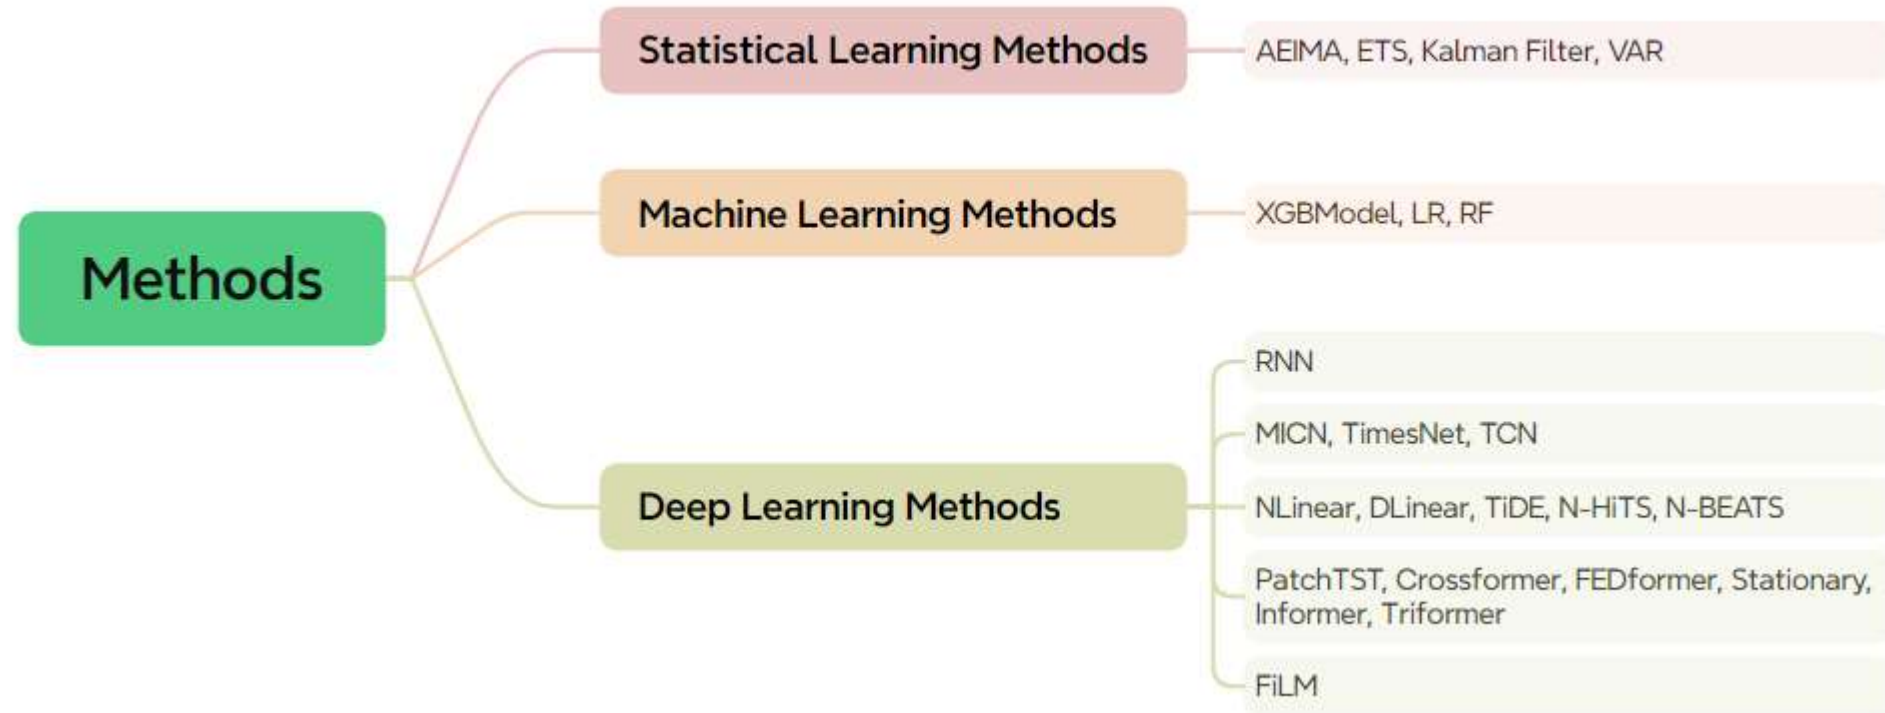 Statistical Learning Methods
AEIMA, ETS, Kalman Filter, VAR
Machine Learning Methods
XGBModel, LR, RF
Methods
Deep Learning Methods
RNN
MICN, TimesNet, TCN
NLinear, DLinear, TiDE, N-HiTS, N-BEATS
PatchTST, Crossformer, FEDformer, Stationary,
Informer, Triformer
FiLM